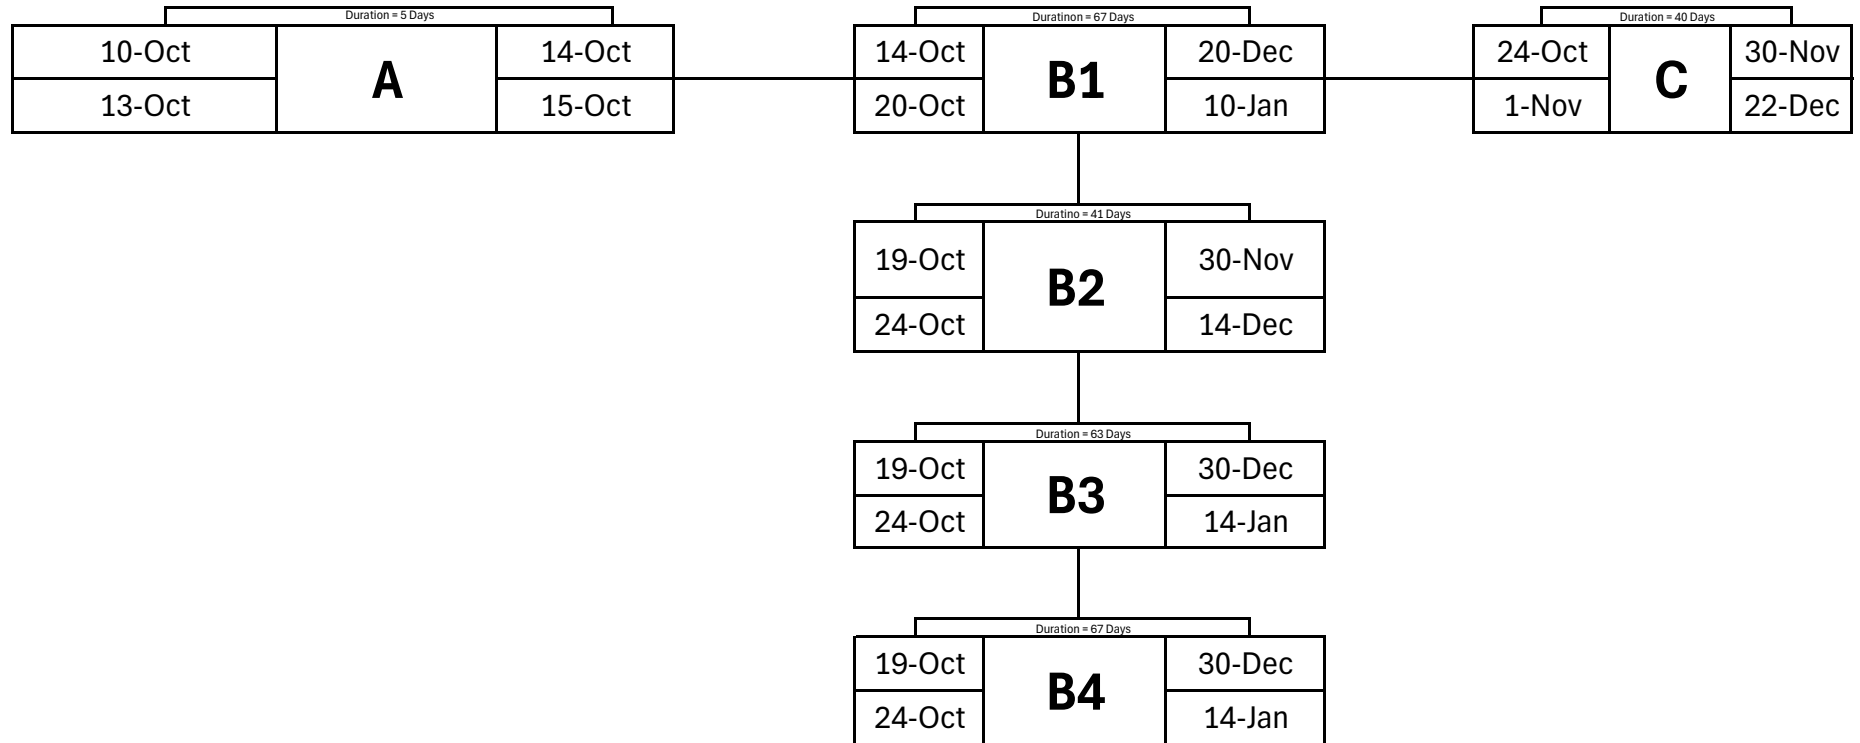 Duration = 5 Days
10-Oct
A
14-Oct
13-Oct
15-Oct
Duratinon = 67 Days
14-Oct
B1
20-Dec
20-Oct
10-Jan
Duration = 40 Days
24-Oct
C
30-Nov
1-Nov
22-Dec
Duratino = 41 Days
19-Oct
B2
30-Nov
24-Oct
14-Dec
Duration = 63 Days
19-Oct
B3
30-Dec
24-Oct
14-Jan
Duration = 67 Days
19-Oct
B4
30-Dec
24-Oct
14-Jan